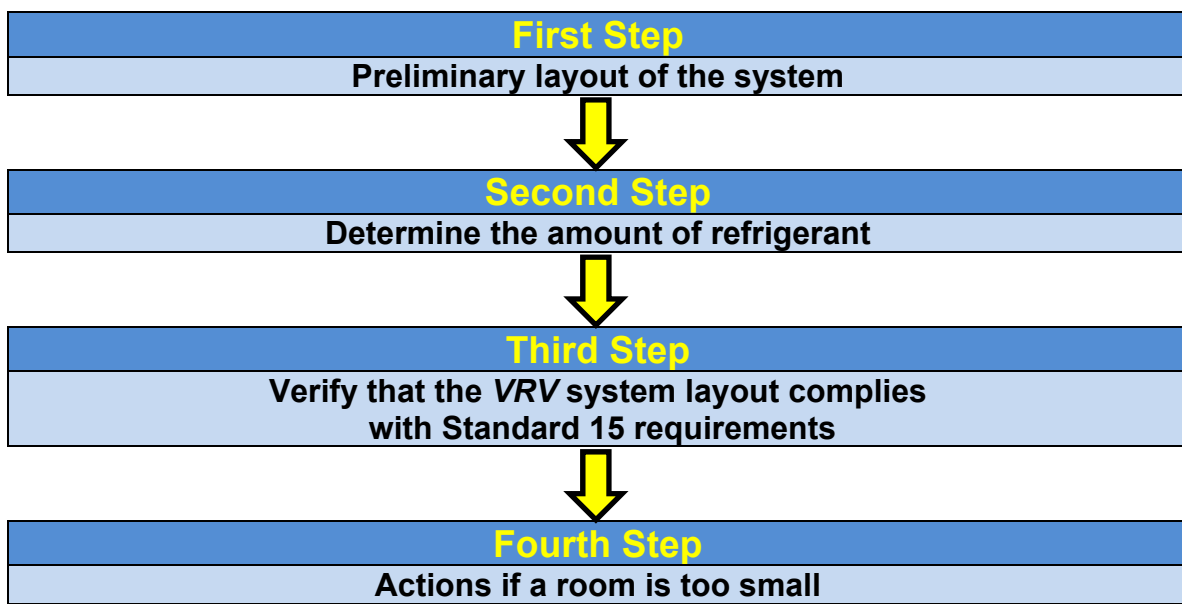 First Step
Preliminary layout of the system
Second Step
Determine the amount of refrigerant
Third Step
Verify that the VRV system layout complies
with Standard 15 requirements
Fourth Step
Actions if a room is too small